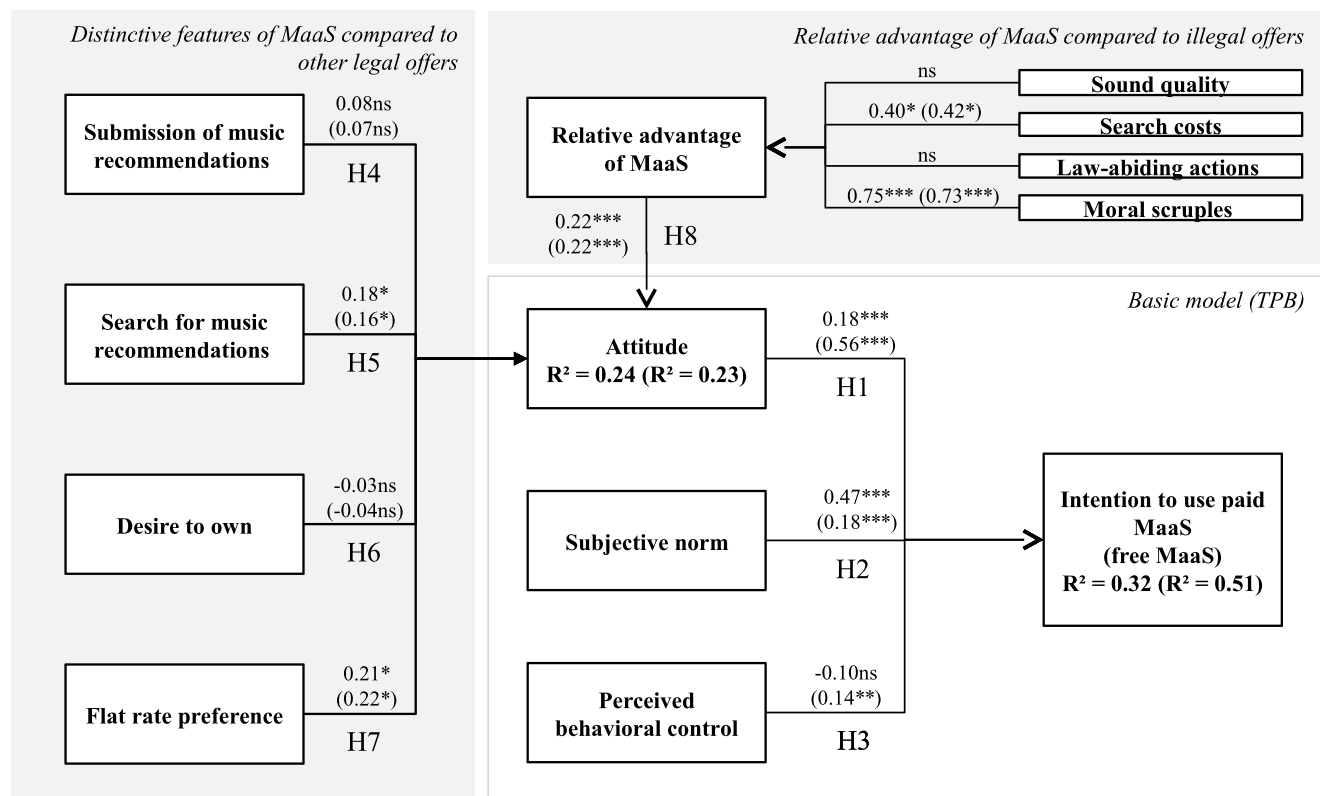 Distinctive features of MaaS compared to
other legal offers
Submission of music
recommendations
0.08ns
(0.07ns)
H4
Search for music
recommendations
0.18*
(0.16*)
H5
Desire to own
-0.03ns
(-0.04ns)
H6
Flat rate preference
0.21*
(0.22*)
H7
Relative advantage of MaaS compared to illegal offers
Relative advantage
of MaaS
ns
Sound quality
0.40* (0.42*)
Search costs
ns
Law-abiding actions
0.75*** (0.73***)
Moral scruples
0.22***
(0.22***)
H8
Basic model (TPB)
Attitude
R² = 0.24 (R² = 0.23)
0.18***
(0.56***)
H1
Subjective norm
0.47***
(0.18***)
H2
Perceived
behavioral control
-0.10ns
(0.14**)
H3
Intention to use paid
MaaS
(free MaaS)
R² = 0.32 (R² = 0.51)